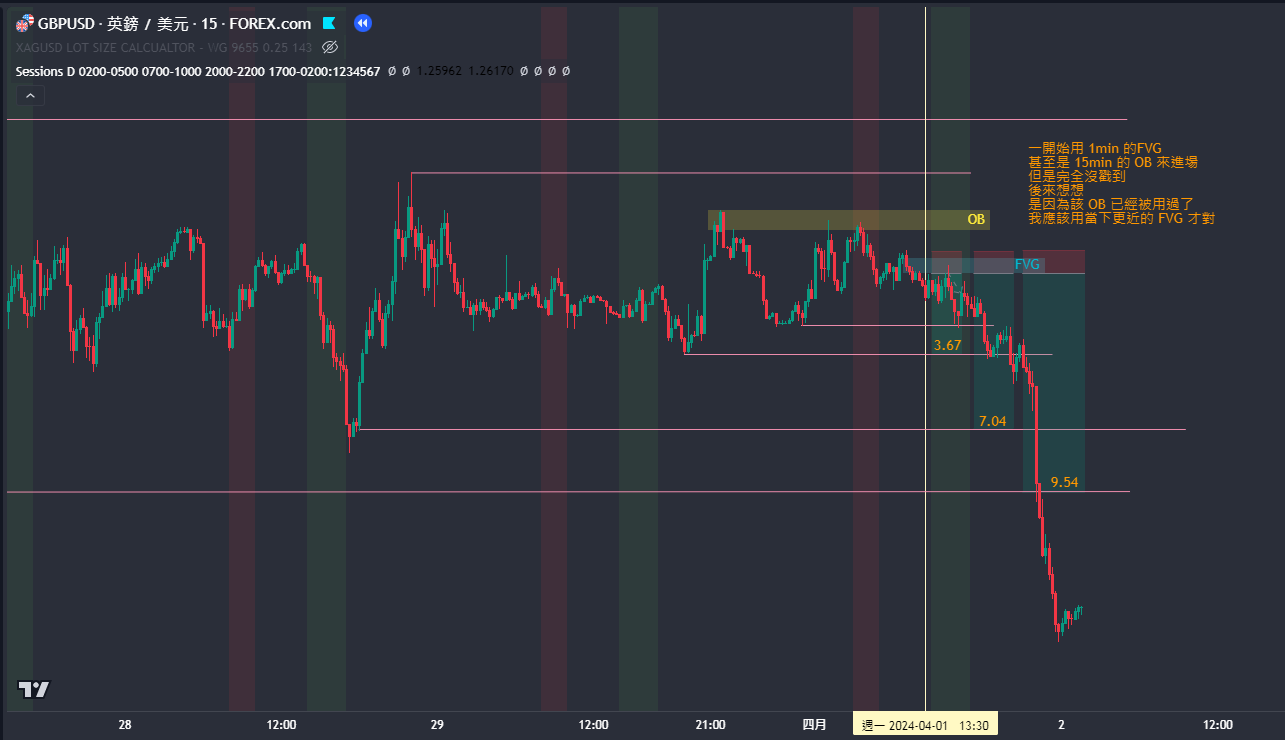 GBPUSD · 英鎊 / 美元 · 15 · FOREX.com
XAGUSD LOT SIZE CALCUALTOR - WG 9655 0.25 143
Sessions D 0200-0500 0700-1000 2000-2200 1700-0200:1234567 Ø Ø 1.25962 1.26170 Ø Ø Ø Ø
一開始用 1min 的FVG
甚至是 15min 的 OB 來進場
但是完全沒戳到
後來想想
是因為該 OB 已經被用過了
我應該用當下更近的 FVG 才對
OB
FVG
3.67
7.04
9.54
28 12:00 29 12:00 21:00 四月 週一 2024-04-01 13:30 2 12:00